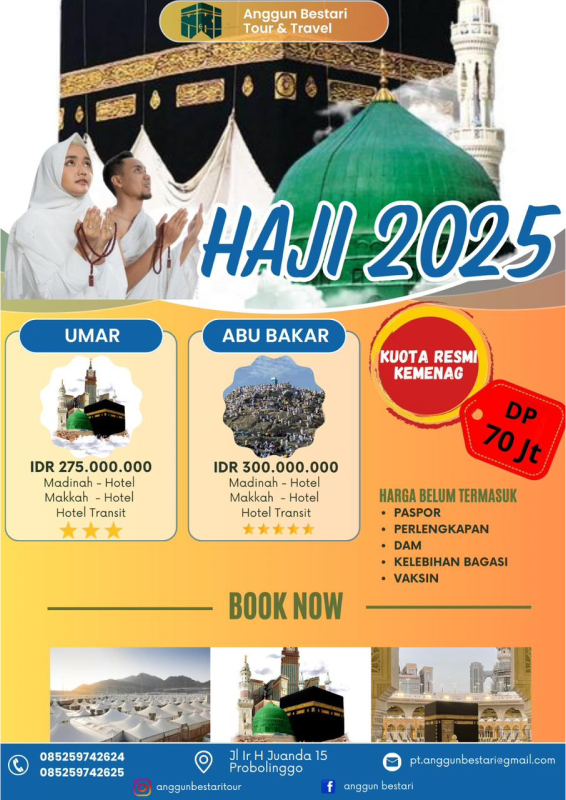 Anggun Bestari
Tour & Travel
HAJI 2025
UMAR
IDR 275.000.000
Madinah - Hotel
Makkah - Hotel
Hotel Transit
ABU BAKAR
IDR 300.000.000
Madinah - Hotel
Makkah - Hotel
Hotel Transit
KUOTA RESMI
KEMENAG
DP
70 Jt
HARGA BELUM TERMASUK
• PASPOR
• PERLENGKAPAN
• DAM
• KELEBIHAN BAGASI
• VAKSIN
BOOK NOW
085259742624
085259742625
Jl Ir H Juanda 15
Probolinggo
pt.anggunbestari@gmail.com
anggunbestaritour
anggun bestari